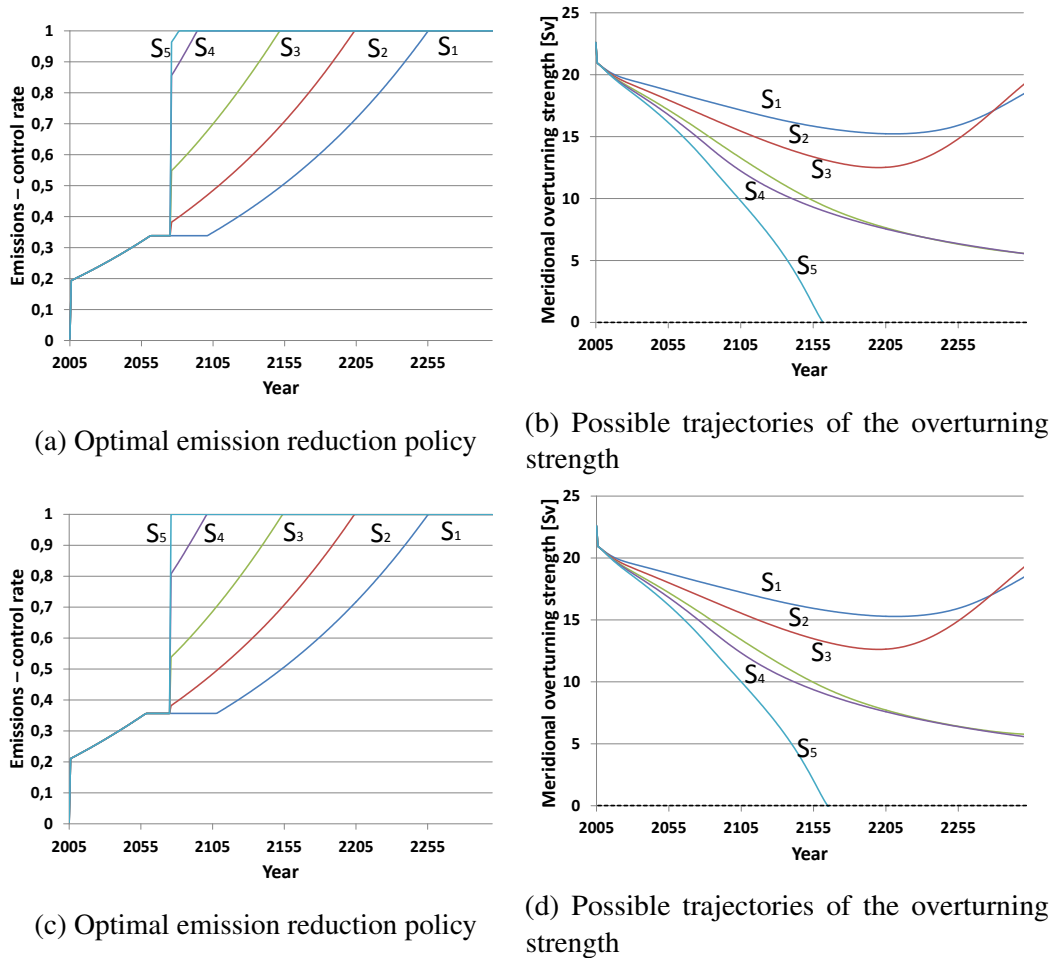 Emissions – control rate
1
0,9
0,8
0,7
0,6
0,5
0,4
0,3
0,2
0,1
0
S5
S4
S3
S2
S1
2005 2055 2105 2155 2205 2255
Year
(a) Optimal emission reduction policy
Meridional overturning strength [Sv]
25
20
15
10
5
0
S1
S2
S3
S4
S5
2005 2055 2105 2155 2205 2255
Year
(b) Possible trajectories of the overturning
strength
Emissions – control rate
1
0,9
0,8
0,7
0,6
0,5
0,4
0,3
0,2
0,1
0
S5
S4
S3
S2
S1
2005 2055 2105 2155 2205 2255
Year
(c) Optimal emission reduction policy
Meridional overturning strength [Sv]
25
20
15
10
5
0
S1
S2
S3
S4
S5
2005 2055 2105 2155 2205 2255
Year
(d) Possible trajectories of the overturning
strength